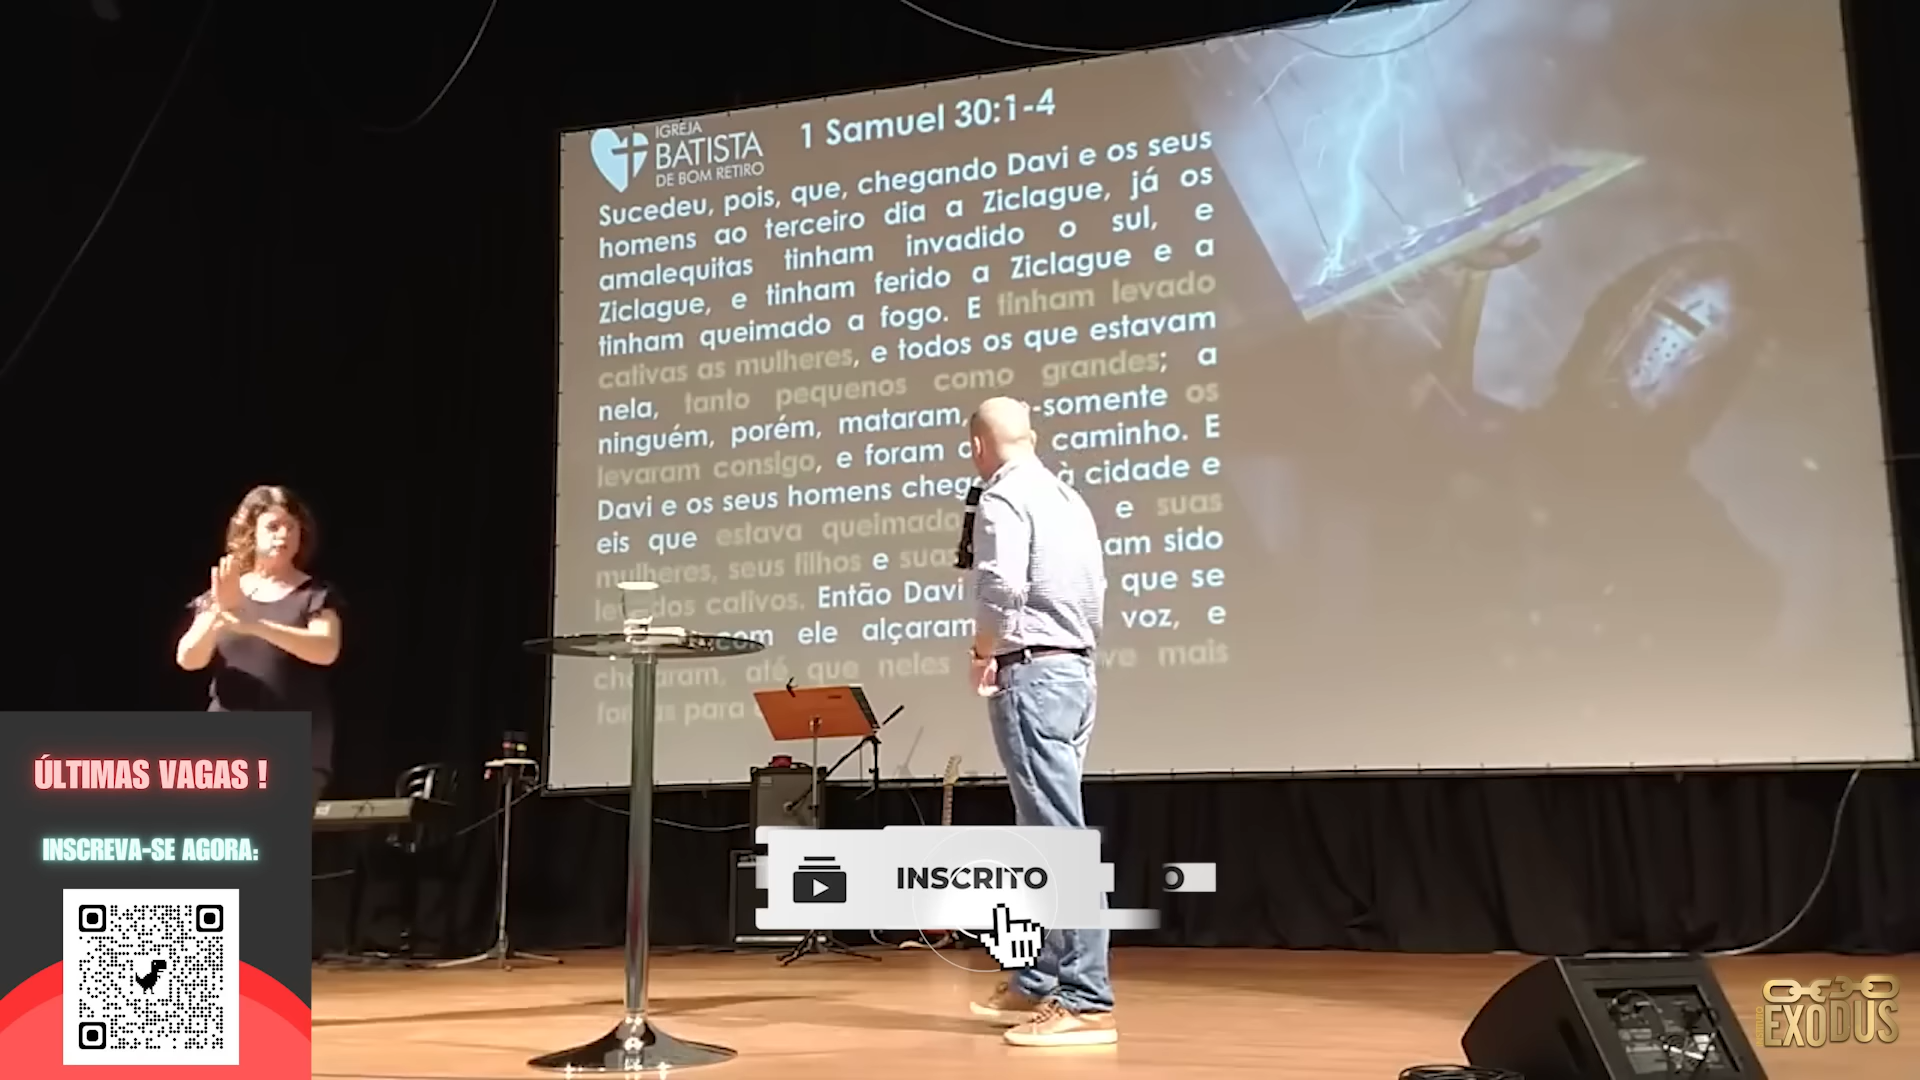 IGREJA
BATISTA
DE BOM RETIRO
1 Samuel 30:1-4
Sucedeu, pois, que, chegando Davi e os seus
homens ao terceiro dia a Ziclague, já os
amalequitas tinham invadido o sul, e
Ziclague, e tinham ferido a Ziclague e a
tinham queimado a fogo. E tinham levado
cativas as mulheres, e todos os que estavam
nela, tanto pequenos como grandes; a
ninguém, porém, mataram, -somente os
levaram consigo, e foram caminho. E
Davi e os seus homens cheg à cidade e
eis que estava queimada e suas
mulheres, seus filhos e suas am sido
levados cativos. Então Davi que se
com ele alçaram voz, e
até que neles mais
para
ÚLTIMAS VAGAS !
INSCREVA-SE AGORA:
INSCRITO
O
EXODUS